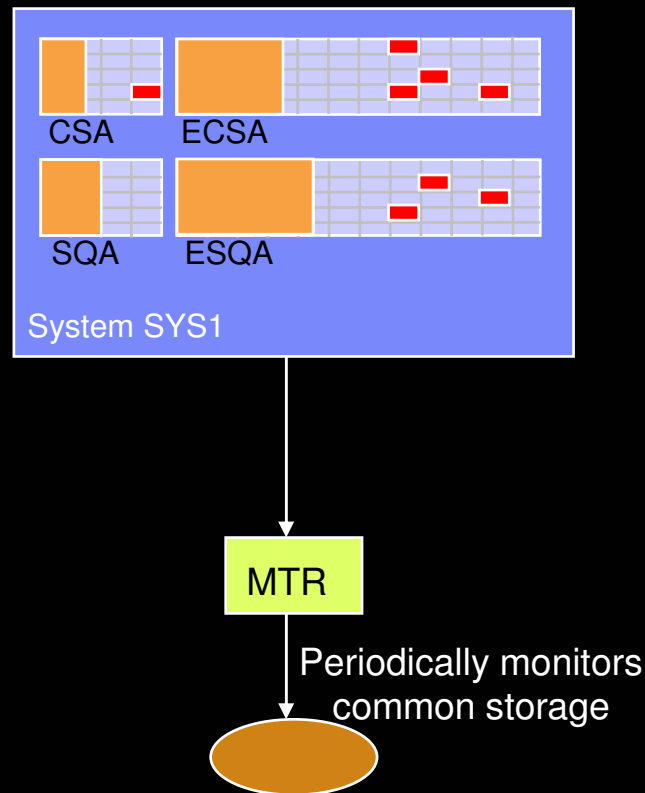 CSA ECSA
SQA ESQA
System SYS1
MTR
Periodically monitors
common storage